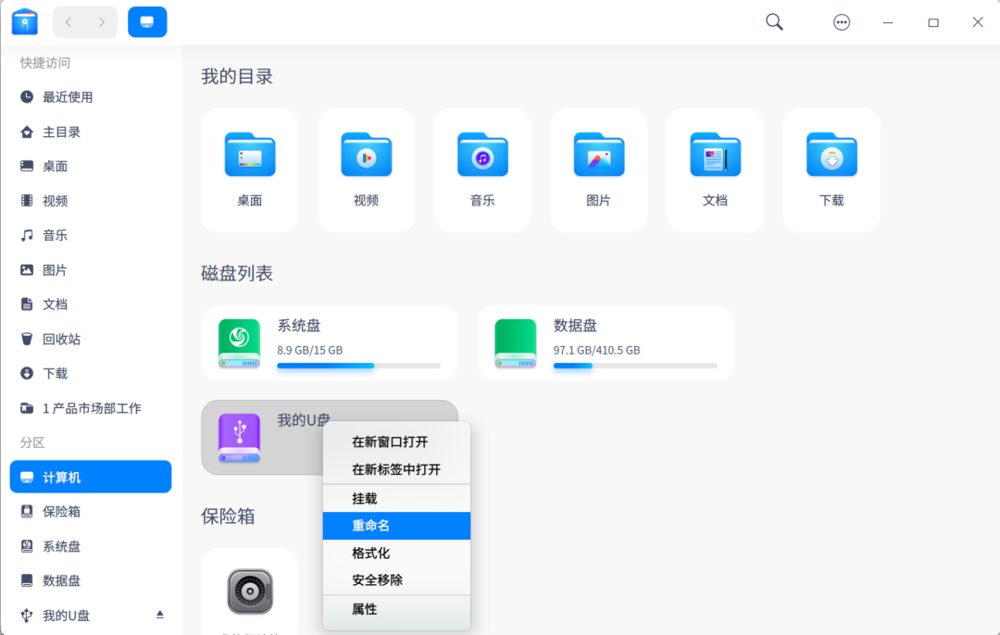 快捷访问
最近使用
主目录
桌面
视频
音乐
图片
文档
回收站
下载
1 产品市场部工作
分区
计算机
保险箱
系统盘
数据盘
我的U盘
我的目录
桌面
视频
音乐
图片
文档
下载
磁盘列表
系统盘
8.9 GB/15 GB
数据盘
97.1 GB/410.5 GB
我的U盘
在新窗口打开
在新标签中打开
挂载
重命名
格式化
安全移除
属性
保险箱